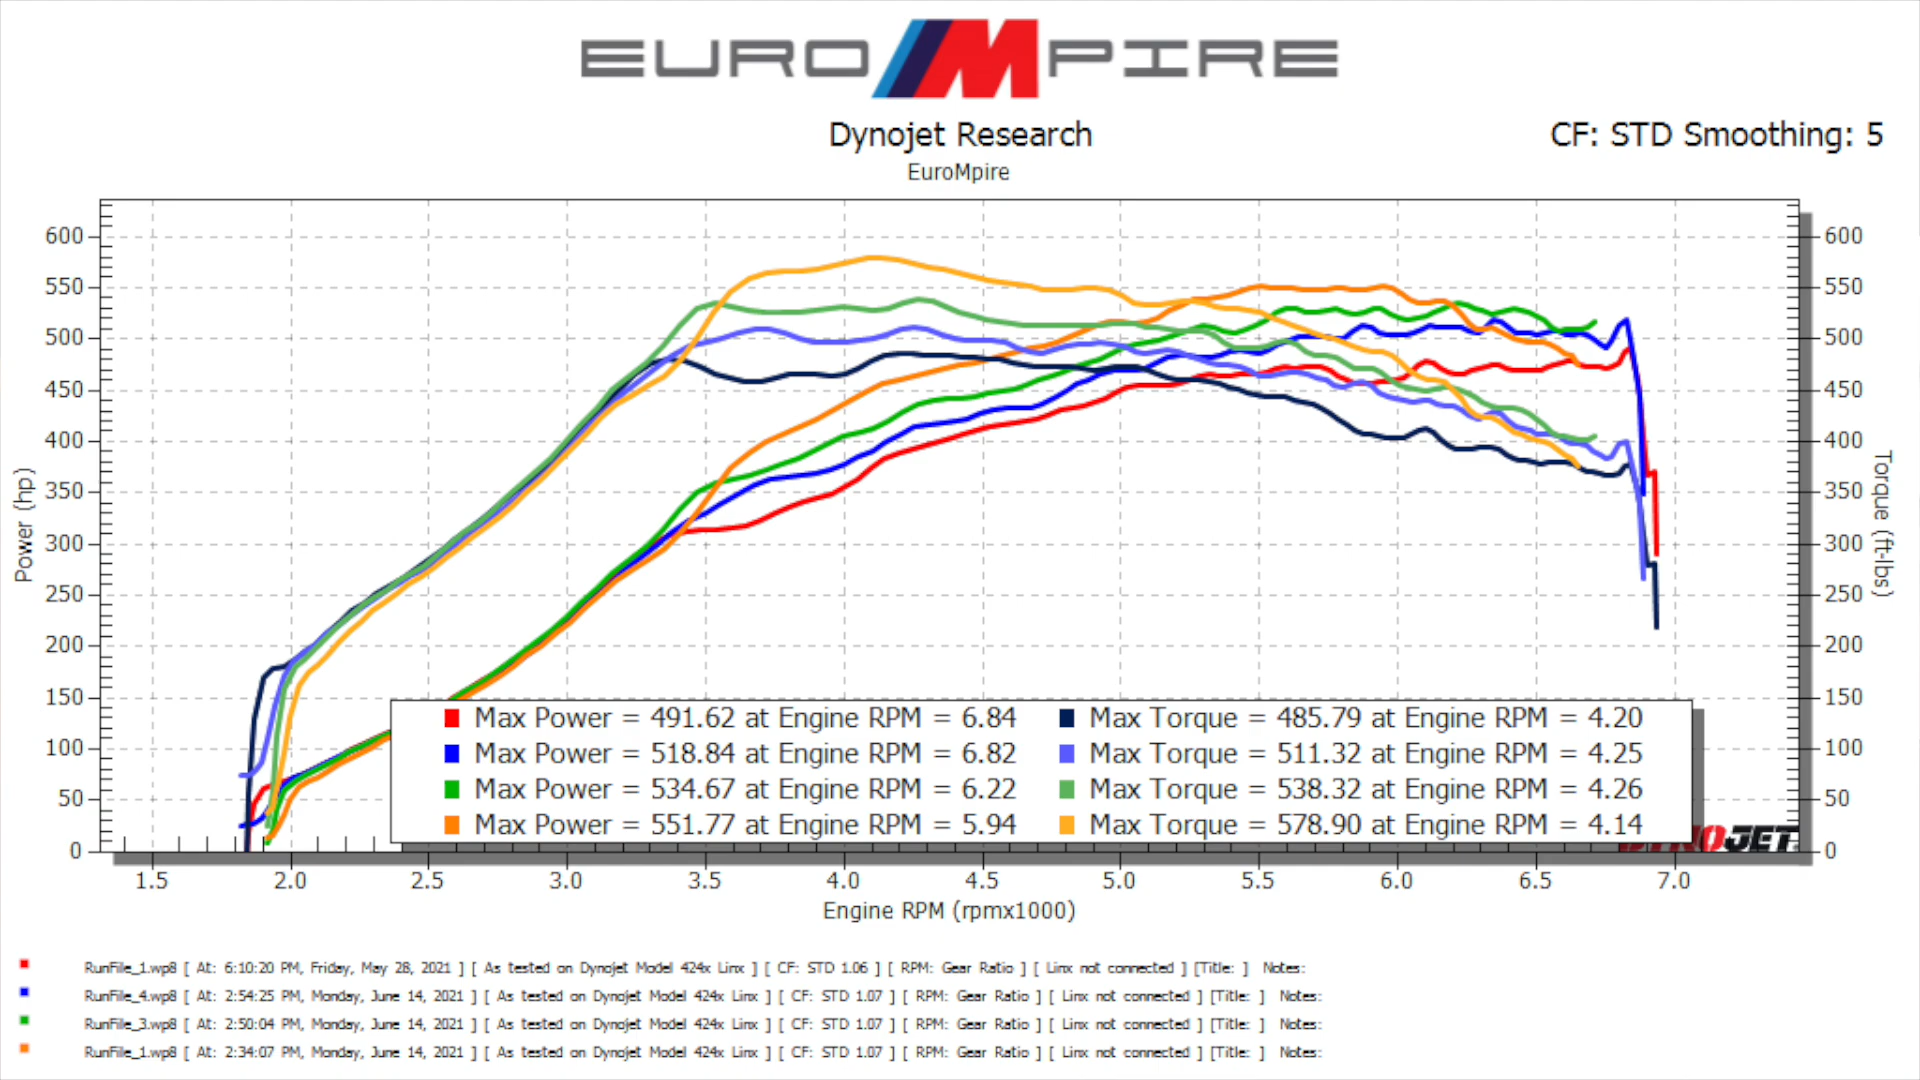 EUROMPIRE
Dynojet Research
CF: STD Smoothing: 5
EuroMpire
600
550
500
450
400
350
300
250
200
150
100
50
0
Power (hp)
600
550
500
450
400
350
300
250
200
150
100
50
0
Torque (ft-lbs)
Max Power = 491.62 at Engine RPM = 6.84 Max Torque = 485.79 at Engine RPM = 4.20
Max Power = 518.84 at Engine RPM = 6.82 Max Torque = 511.32 at Engine RPM = 4.25
Max Power = 534.67 at Engine RPM = 6.22 Max Torque = 538.32 at Engine RPM = 4.26
Max Power = 551.77 at Engine RPM = 5.94 Max Torque = 578.90 at Engine RPM = 4.14
DYNOJET
1.5 2.0 2.5 3.0 3.5 4.0 4.5 5.0 5.5 6.0 6.5 7.0
Engine RPM (rpmx1000)
RunFile_1.wp8 [ At: 6:10:20 PM, Friday, May 28, 2021 ] [ As tested on Dynojet Model 424x Linx ] [ CF: STD 1.06 ] [ RPM: Gear Ratio ] [ Linx not connected ] [Title: ] Notes:
RunFile_4.wp8 [ At: 2:54:25 PM, Monday, June 14, 2021 ] [ As tested on Dynojet Model 424x Linx ] [ CF: STD 1.07 ] [ RPM: Gear Ratio ] [ Linx not connected ] [Title: ] Notes:
RunFile_3.wp8 [ At: 2:50:04 PM, Monday, June 14, 2021 ] [ As tested on Dynojet Model 424x Linx ] [ CF: STD 1.07 ] [ RPM: Gear Ratio ] [ Linx not connected ] [Title: ] Notes:
RunFile_1.wp8 [ At: 2:34:07 PM, Monday, June 14, 2021 ] [ As tested on Dynojet Model 424x Linx ] [ CF: STD 1.07 ] [ RPM: Gear Ratio ] [ Linx not connected ] [Title: ] Notes: